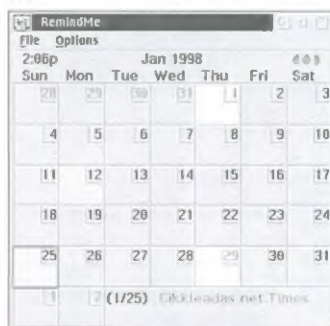 RemindMe
File Options
2:06p Jan 1998
Sun Mon Tue Wed Thu Fri Sat
28 29 30 31 1 2 3
4 5 6 7 8 9 10
11 12 13 14 15 16 17
18 19 20 21 22 23 24
25 26 27 28 29 30 31
1 2 (1/25) net.Times